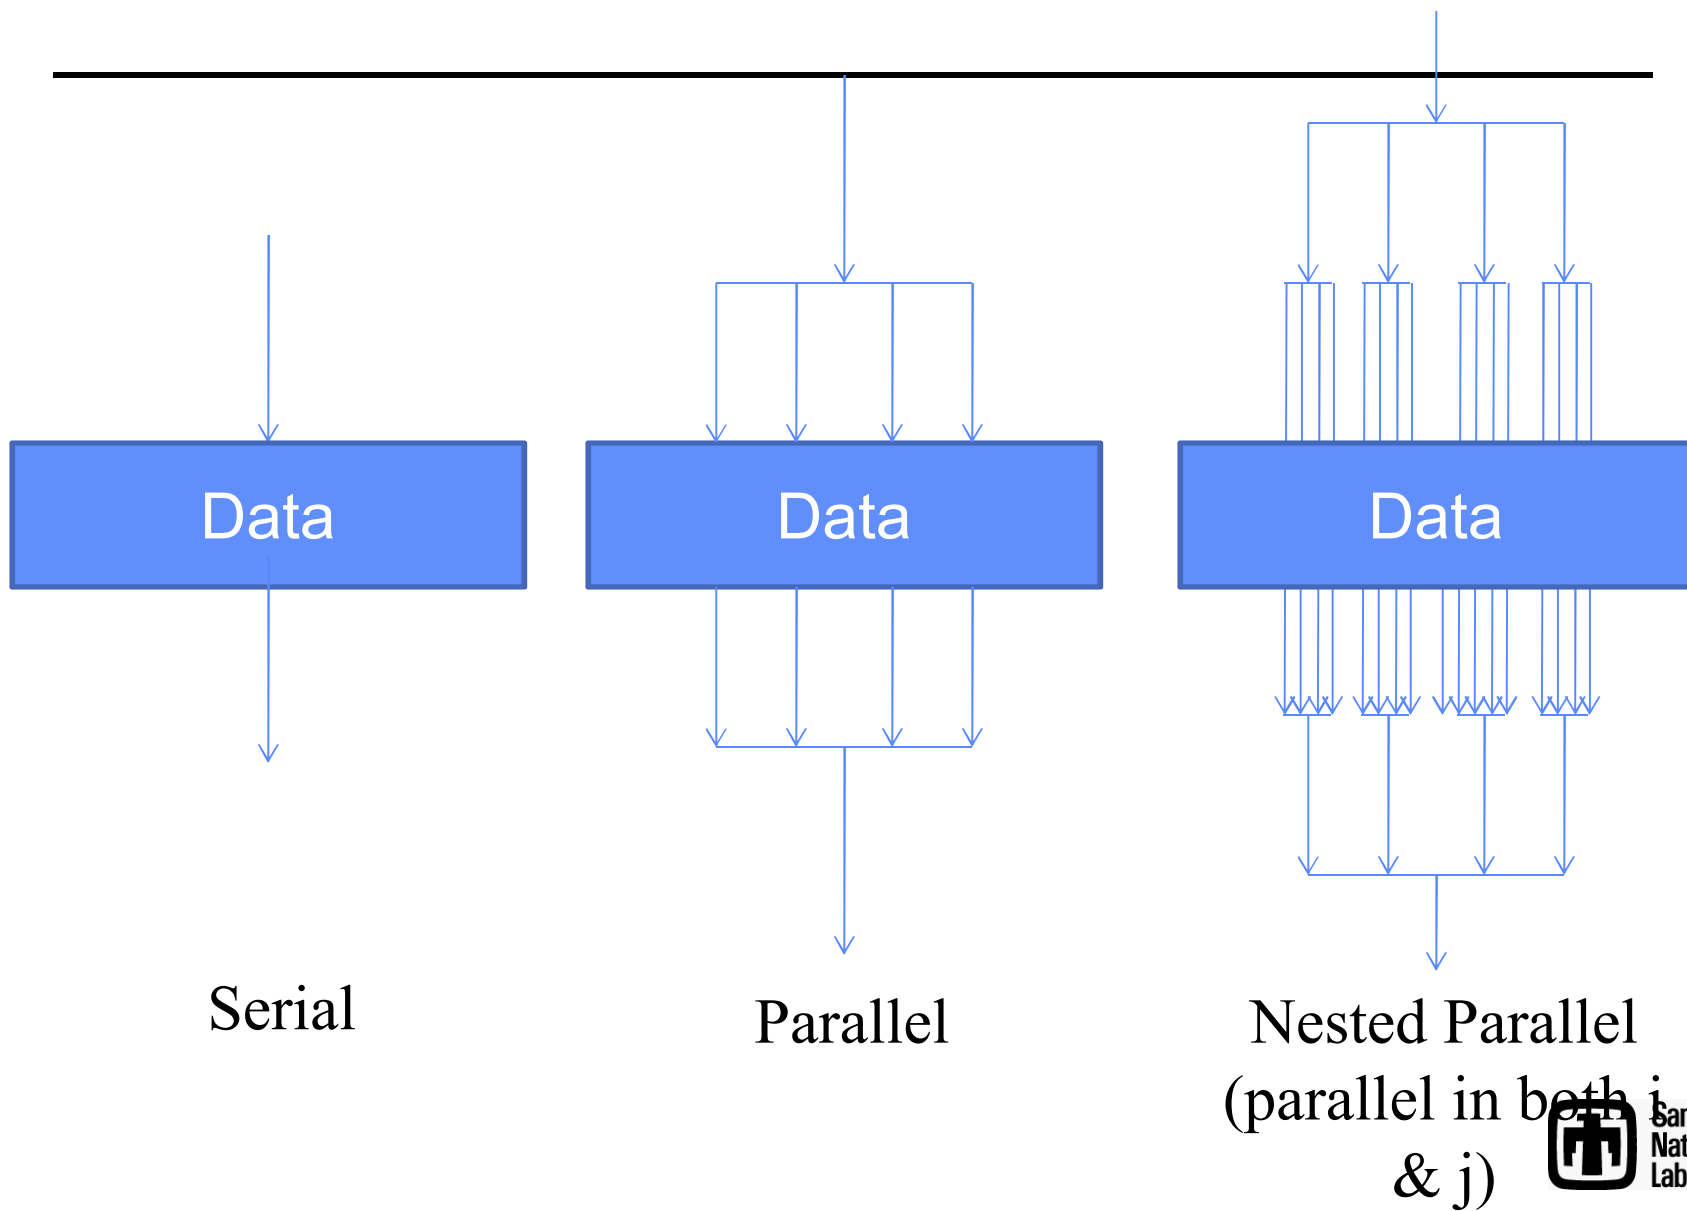 Data
Data
Data
Serial
Parallel
Nested Parallel
(parallel in both i
& j)